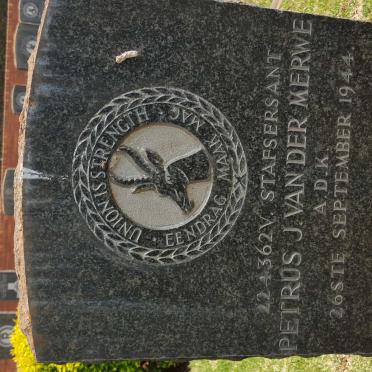 UNION IS STRENGTH · EENDRAG MAAK MAG ·
224362V STAFSERSANT
PETRUS J. VAN DER MERWE
A.D.K.
26STE SEPTEMBER 1944